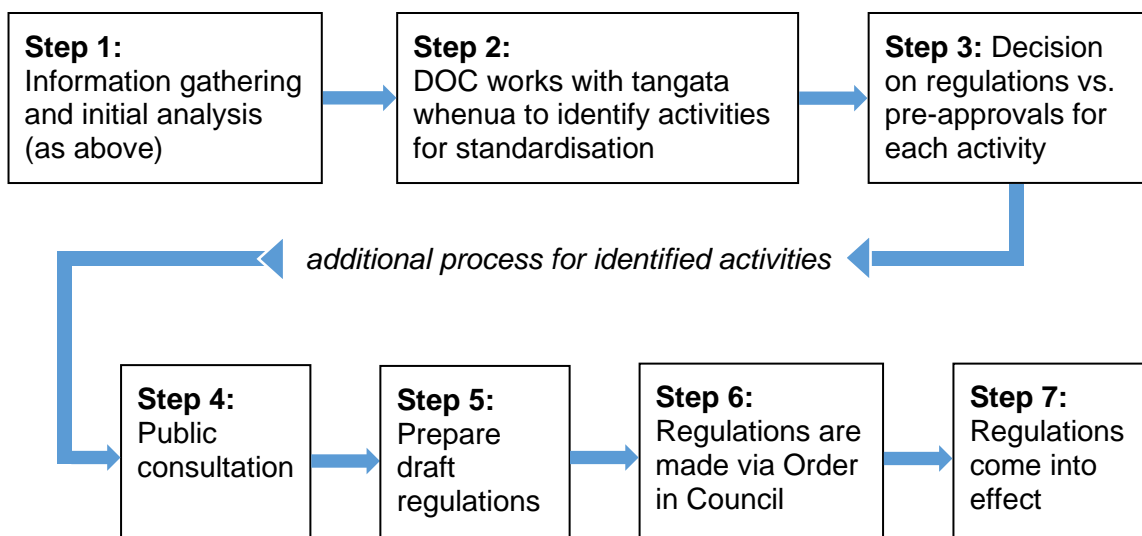 Step 1:
Information gathering
and initial analysis
(as above)
Step 2:
DOC works with tangata
whenua to identify activities
for standardisation
Step 3: Decision
on regulations vs.
pre-approvals for
each activity
additional process for identified activities
Step 4:
Public
consultation
Step 5:
Prepare
draft
regulations
Step 6:
Regulations are
made via Order
in Council
Step 7:
Regulations
come into
effect